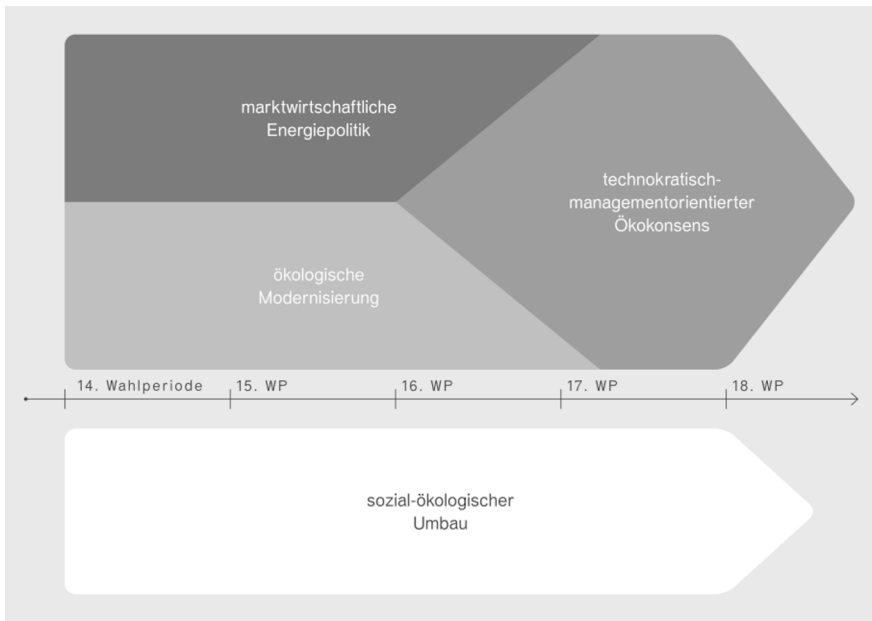 marktwirtschaftliche
Energiepolitik
technokratisch-
managementorientierter
Ökokonsens
ökologische
Modernisierung
14. Wahlperiode 15. WP 16. WP 17. WP 18. WP
sozial-ökologischer
Umbau